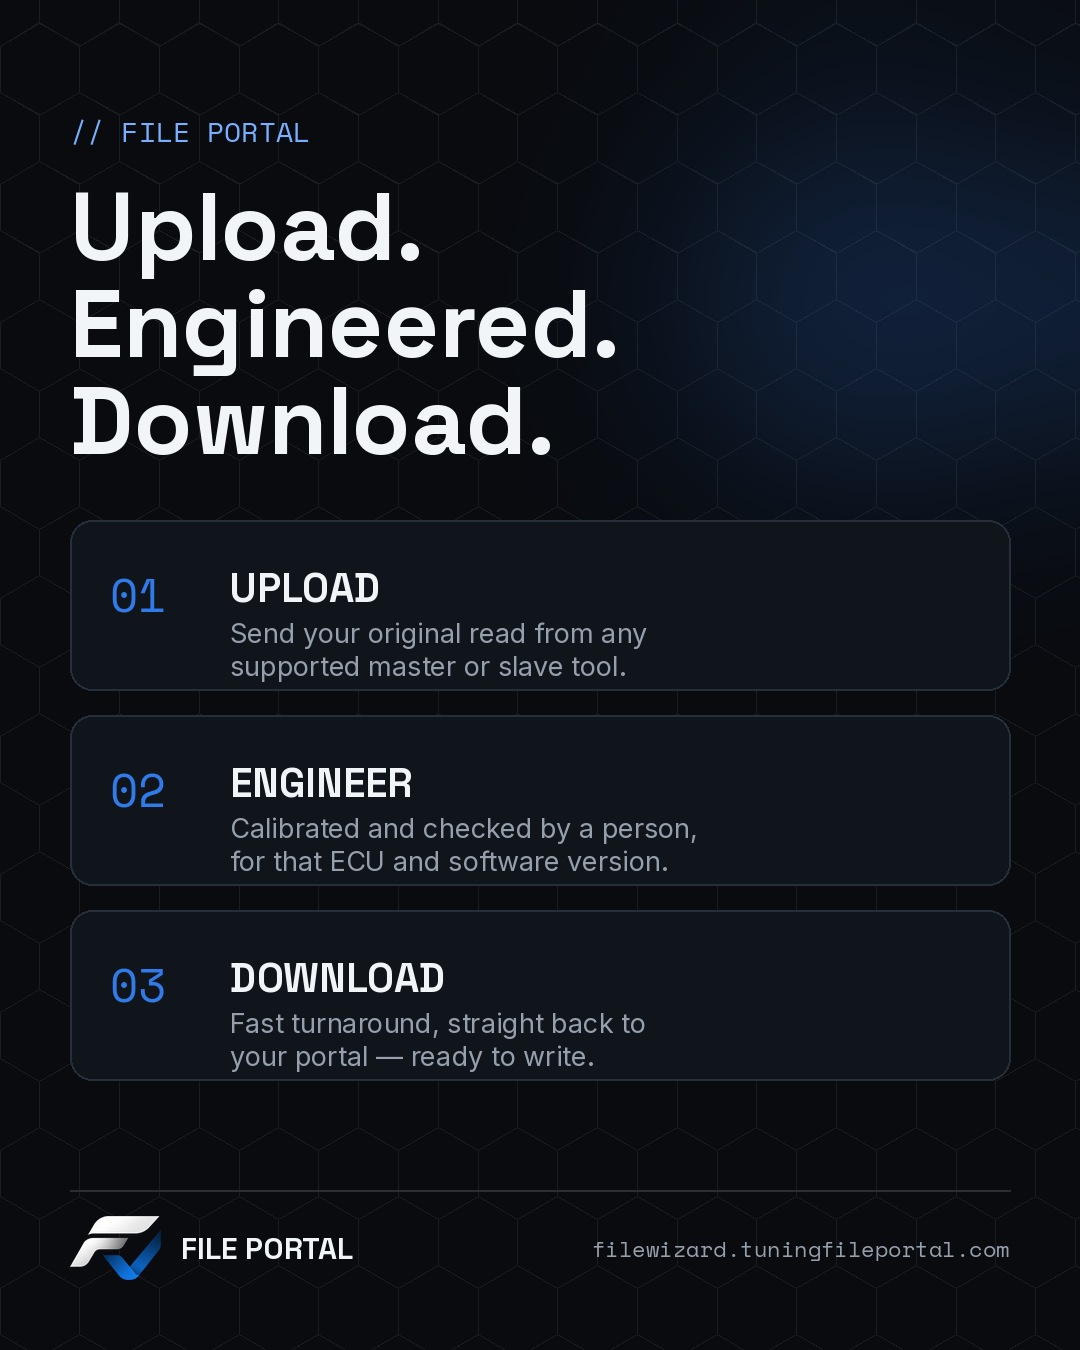 // FILE PORTAL
Upload.
Engineered.
Download.
01
UPLOAD
Send your original read from any
supported master or slave tool.
02
ENGINEER
Calibrated and checked by a person,
for that ECU and software version.
03
DOWNLOAD
Fast turnaround, straight back to
your portal — ready to write.
FILE PORTAL
filewizard.tuningfileportal.com